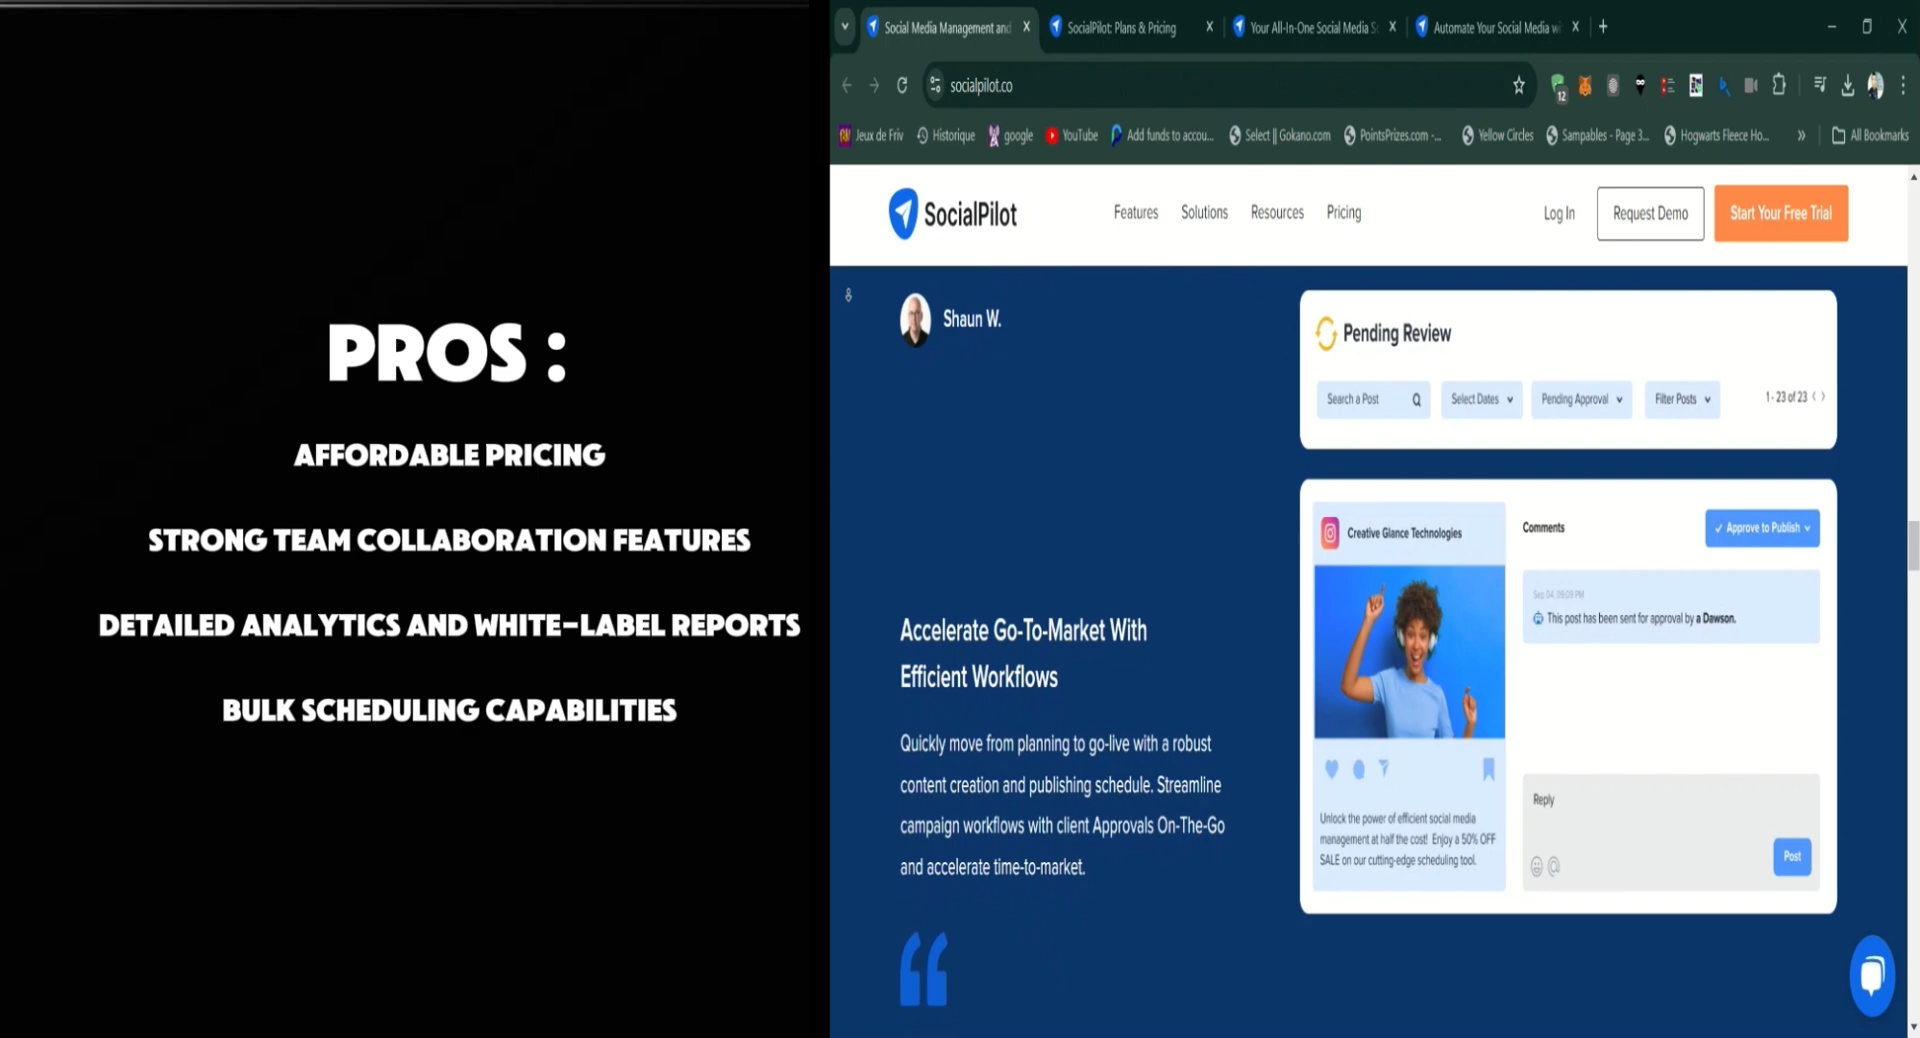 PROS :
AFFORDABLE PRICING
STRONG TEAM COLLABORATION FEATURES
DETAILED ANALYTICS AND WHITE-LABEL REPORTS
BULK SCHEDULING CAPABILITIES
Social Media Management and
SocialPilot: Plans & Pricing
Your All-In-One Social Media S
Automate Your Social Media wi
socialpilot.co
12
Jeux de Friv
Historique
google
YouTube
Add funds to accou...
Select || Gokano.com
PointsPrizes.com -...
Yellow Circles
Sampables - Page 3...
Hogwarts Fleece Ho...
All Bookmarks
SocialPilot
Features
Solutions
Resources
Pricing
Log In
Request Demo
Start Your Free Trial
Shaun W.
Accelerate Go-To-Market With
Efficient Workflows
Quickly move from planning to go-live with a robust
content creation and publishing schedule. Streamline
campaign workflows with client Approvals On-The-Go
and accelerate time-to-market.
Pending Review
Search a Post
Select Dates
Pending Approval
Filter Posts
1 - 23 of 23
Creative Glance Technologies
Unlock the power of efficient social media
management at half the cost! Enjoy a 50% OFF
SALE on our cutting-edge scheduling tool.
Comments
Approve to Publish
Sep 04, 09:09 PM
This post has been sent for approval by a Dawson.
Reply
Post